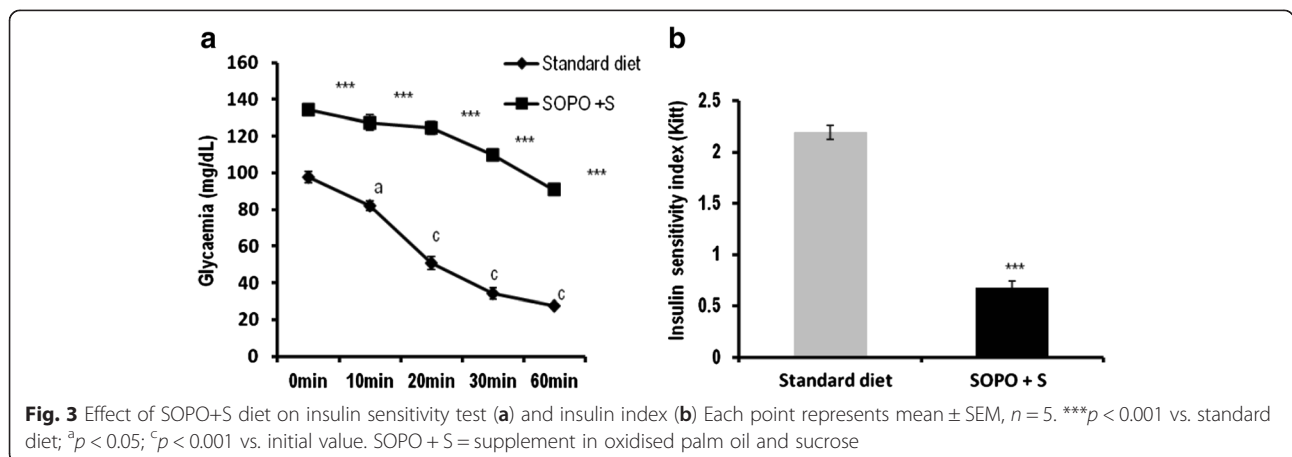 a
160
140
120
100
80
60
40
20
0
Glycaemia (mg/dL)
Standard diet
SOPO +S
***
***
***
***
***
a
c
c
c
0min 10min 20min 30min 60min
b
2.5
2
1.5
1
0.5
0
Insulin sensitivity index (Kitt)
***
Standard diet SOPO + S
Fig. 3 Effect of SOPO+S diet on insulin sensitivity test (a) and insulin index (b) Each point represents mean ± SEM, n = 5. ***p < 0.001 vs. standard
diet; ᵃp < 0.05; ᶜp < 0.001 vs. initial value. SOPO + S = supplement in oxidised palm oil and sucrose